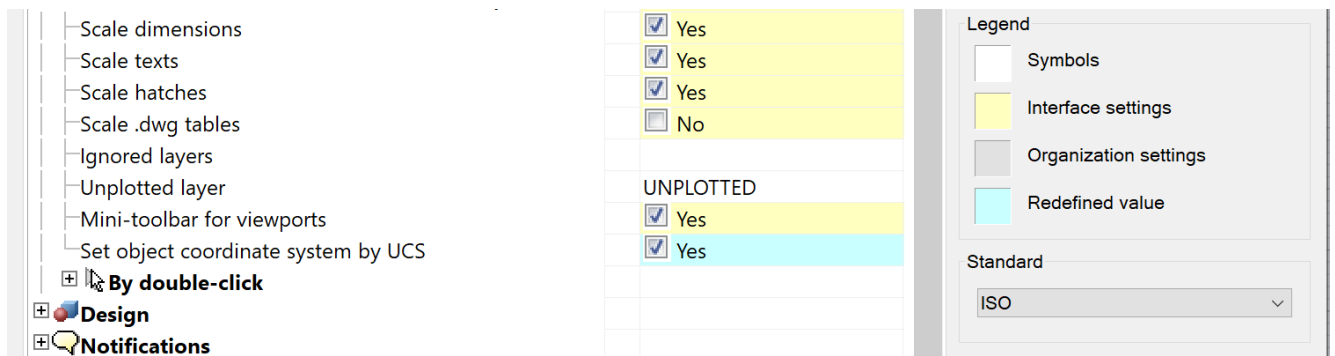 Scale dimensions Yes
Scale texts Yes
Scale hatches Yes
Scale .dwg tables No
Ignored layers
Unplotted layer UNPLOTTED
Mini-toolbar for viewports Yes
Set object coordinate system by UCS Yes
By double-click
Design
Notifications
Legend
Symbols
Interface settings
Organization settings
Redefined value
Standard
ISO